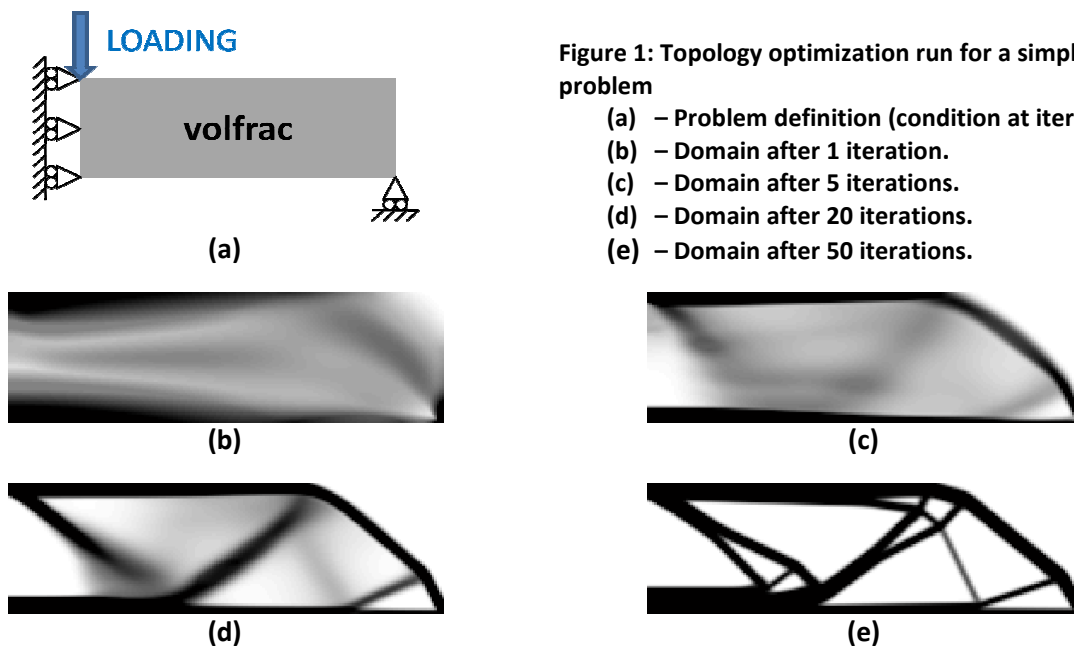 LOADING
volfrac
(a)
Figure 1: Topology optimization run for a simpl
problem
(a) – Problem definition (condition at iter
(b) – Domain after 1 iteration.
(c) – Domain after 5 iterations.
(d) – Domain after 20 iterations.
(e) – Domain after 50 iterations.
(b)
(c)
(d)
(e)